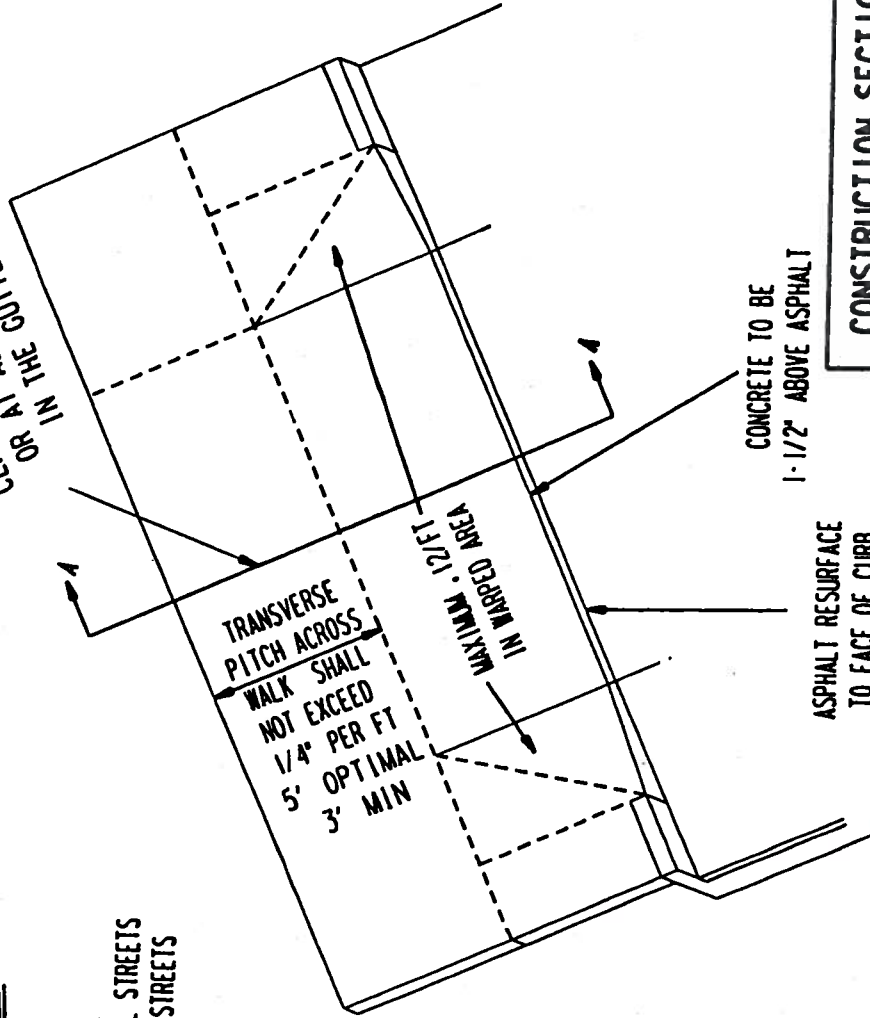 OR AT
IN THE
STREETS
STREETS
A
TRANSVERSE
PITCH ACROSS
WALK SHALL
NOT EXCEED
1/4" PER FT
5' OPTIMAL
3' MIN
MAXIMUM .12/FT
IN WARPED AREA
A
CONCRETE TO BE
1-1/2" ABOVE ASPHALT
ASPHALT RESURFACE
TO FACE OF CURB
CONSTRUCTION